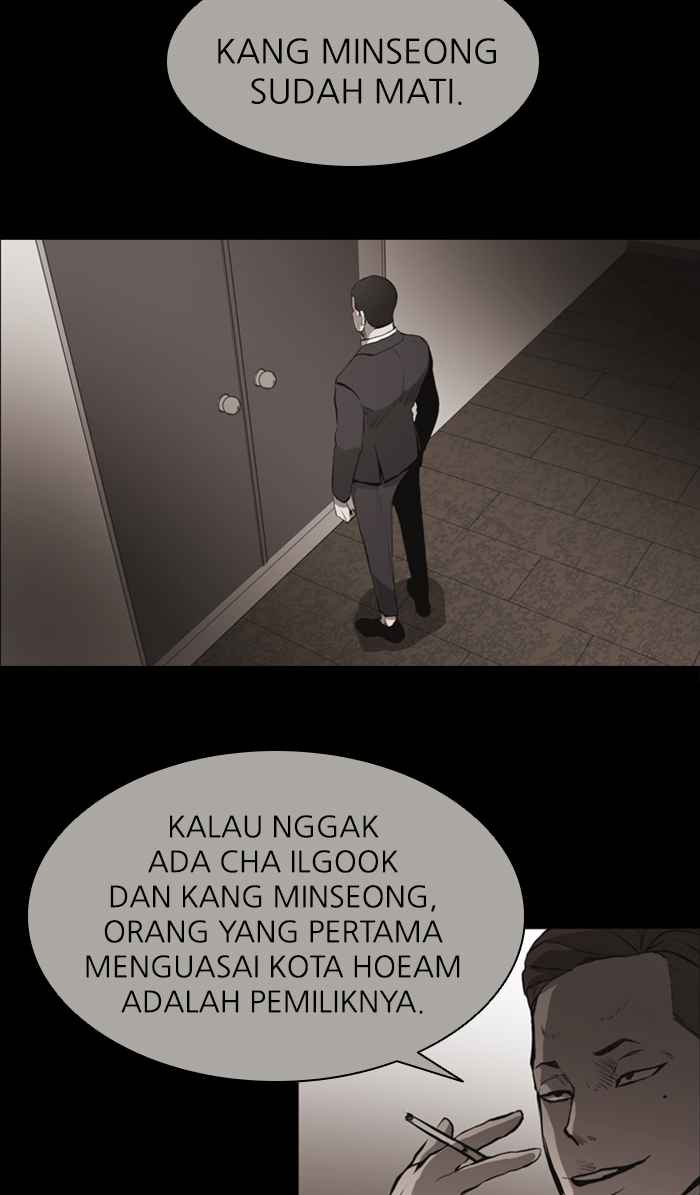 KANG MINSEONG
SUDAH MATI.
KALAU NGGAK
ADA CHA ILGOOK
DAN KANG MINSEONG,
ORANG YANG PERTAMA
MENGUASAI KOTA HOEAM
ADALAH PEMILIKNYA.